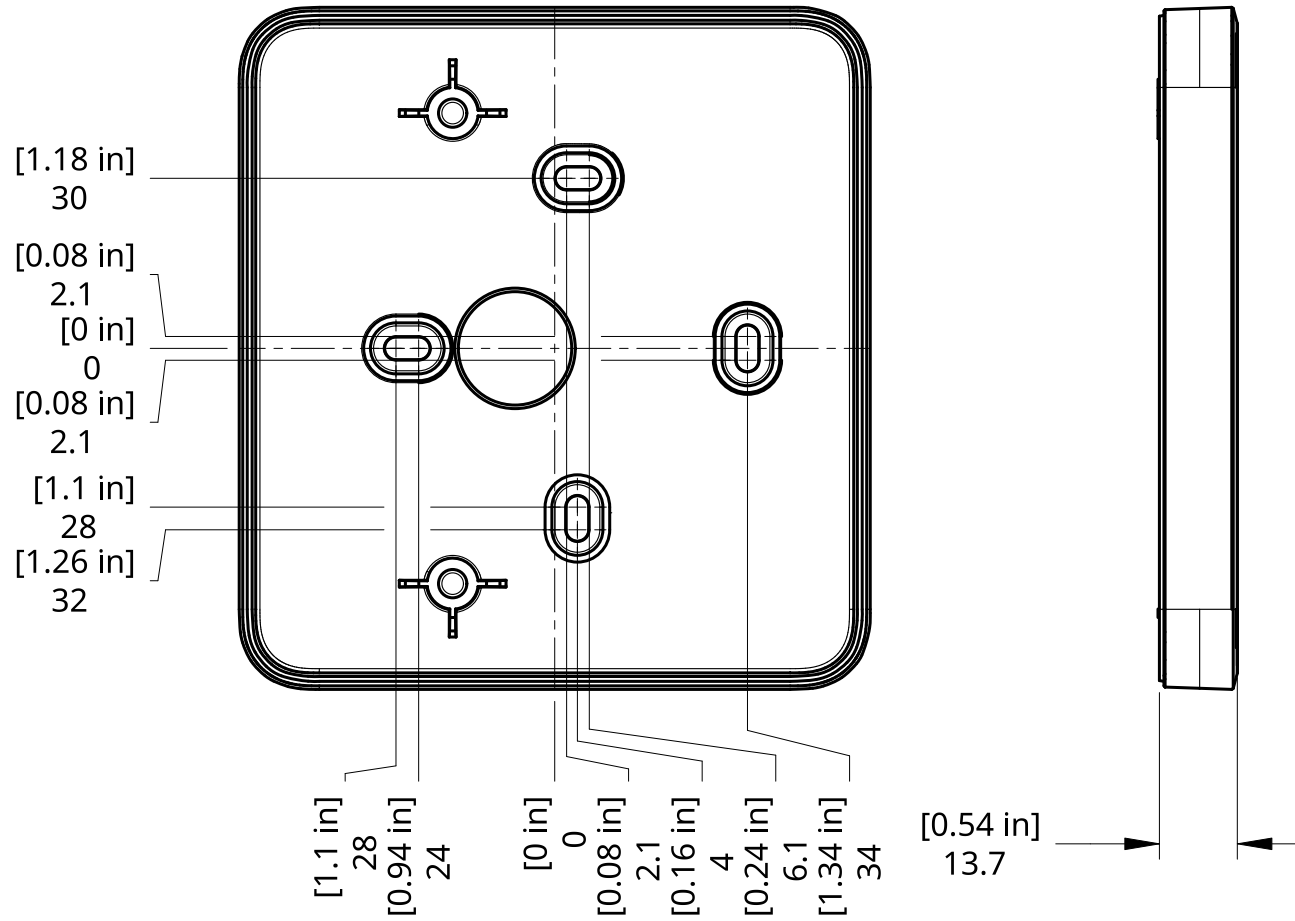 [1.18 in]
30
[0.08 in]
2.1
[0 in]
0
[0.08 in]
2.1
[1.1 in]
28
[1.26 in]
32
[1.1 in]
28
[0.94 in]
24
[0 in]
0
[0.08 in]
2.1
[0.16 in]
4
[0.24 in]
6.1
[1.34 in]
34
[0.54 in]
13.7